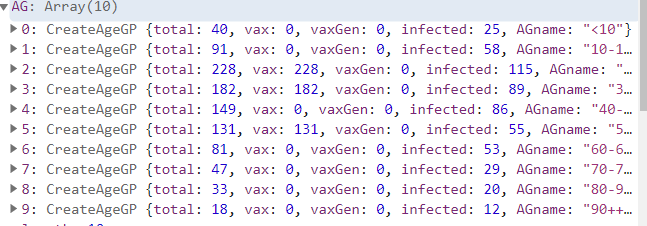 ▼AG: Array(10)
▶0: CreateAgeGP {total: 40, vax: 0, vaxGen: 0, infected: 25, AGname: "<10"}
▶1: CreateAgeGP {total: 91, vax: 0, vaxGen: 0, infected: 58, AGname: "10-1…
▶2: CreateAgeGP {total: 228, vax: 228, vaxGen: 0, infected: 115, AGname: "…
▶3: CreateAgeGP {total: 182, vax: 182, vaxGen: 0, infected: 89, AGname: "3…
▶4: CreateAgeGP {total: 149, vax: 0, vaxGen: 0, infected: 86, AGname: "40-…
▶5: CreateAgeGP {total: 131, vax: 131, vaxGen: 0, infected: 55, AGname: "5…
▶6: CreateAgeGP {total: 81, vax: 0, vaxGen: 0, infected: 53, AGname: "60-6…
▶7: CreateAgeGP {total: 47, vax: 0, vaxGen: 0, infected: 29, AGname: "70-7…
▶8: CreateAgeGP {total: 33, vax: 0, vaxGen: 0, infected: 20, AGname: "80-9…
▶9: CreateAgeGP {total: 18, vax: 0, vaxGen: 0, infected: 12, AGname: "90++…